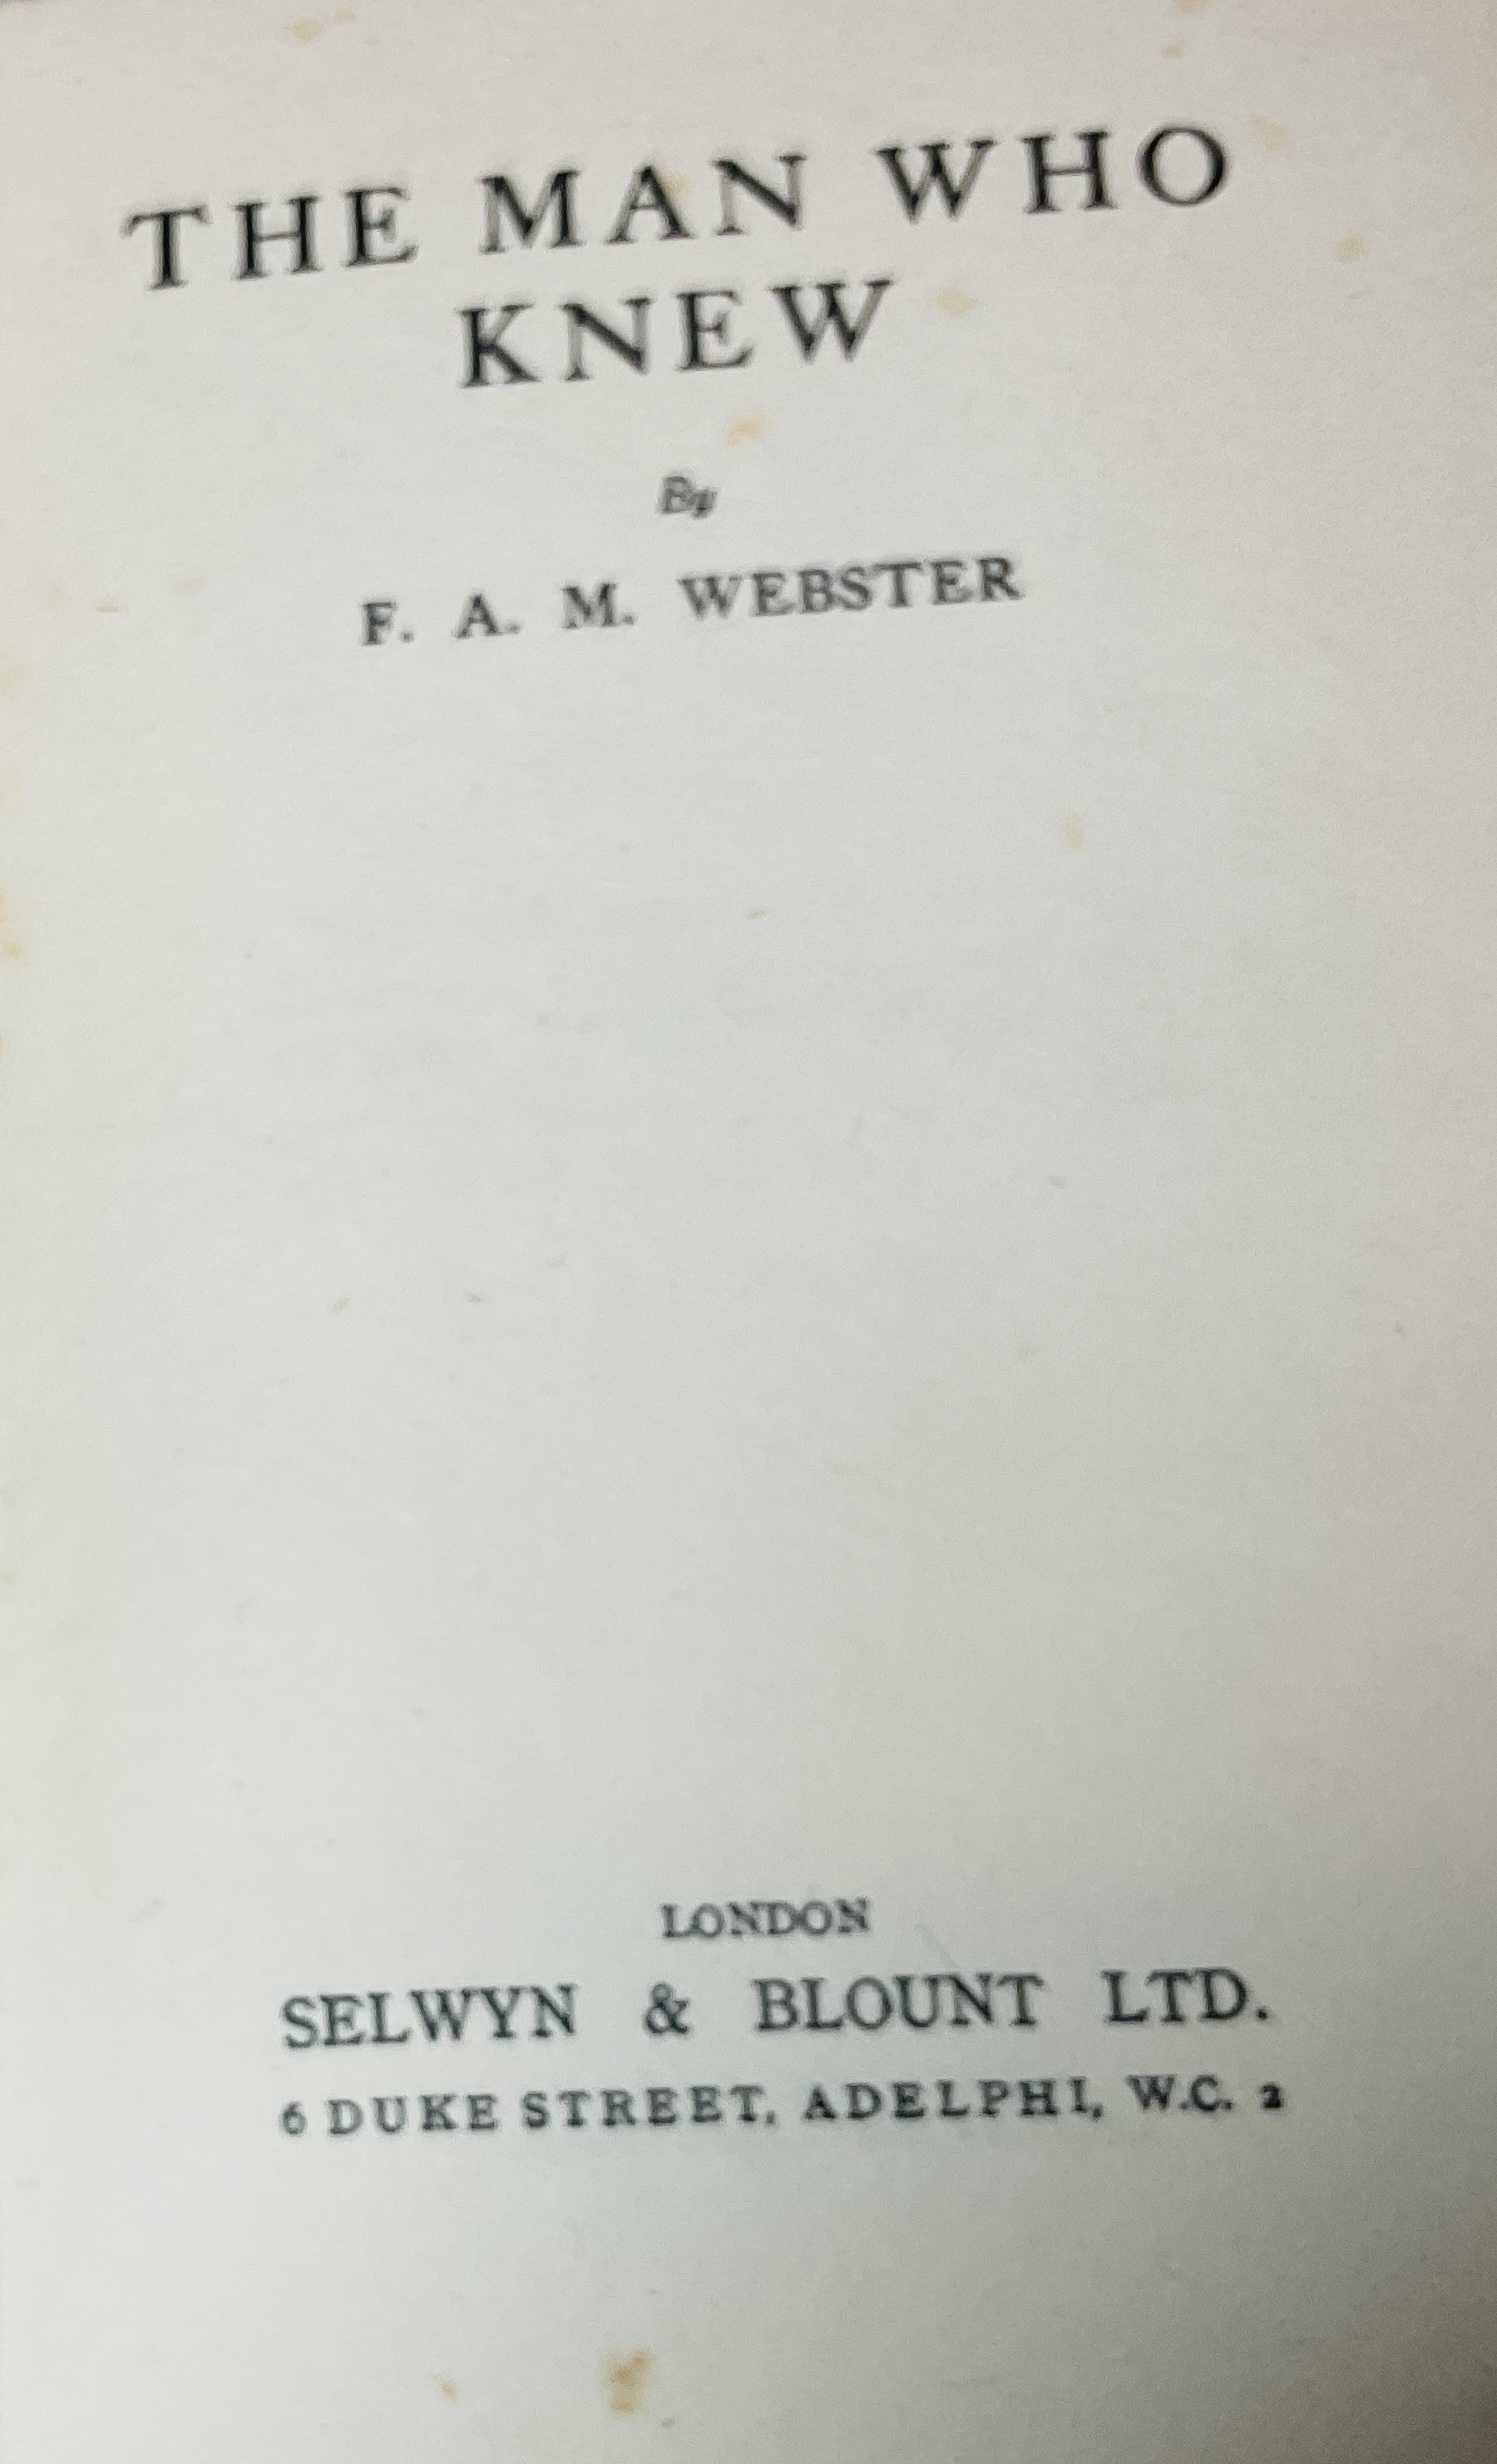 THE MAN WHO
KNEW
By
F. A. M. WEBSTER
LONDON
SELWYN & BLOUNT LTD.
6 DUKE STREET, ADELPHI, W.C. 2